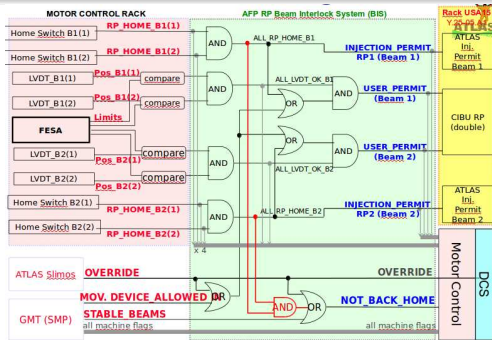 MOTOR CONTROL RACK
AFP RP Beam Interlock System (BIS)
Rack USA15
ATLAS
Home Switch B1(1)
RP_HOME_B1(1)
AND
ALL_RP_HOME_B1
INJECTION_PERMIT
RP1 (Beam 1)
ATLAS
Inj.
Permit
Beam 1
Home Switch B1(2)
RP_HOME_B1(2)
LVDT_B1(1)
Pos_B1(1)
compare
AND
ALL_LVDT_OK_B1
OR
AND
USER_PERMIT
(Beam 1)
LVDT_B1(2)
Pos_B1(2)
compare
CIBU RP
(double)
FESA
Limits
OR
AND
USER_PERMIT
(Beam 2)
LVDT_B2(1)
Pos_B2(1)
compare
AND
ALL_LVDT_OK_B2
LVDT_B2(2)
Pos_B2(2)
compare
Home Switch B2(1)
RP_HOME_B2(1)
AND
ALL_RP_HOME_B2
INJECTION_PERMIT
RP2 (Beam 2)
ATLAS
Inj.
Permit
Beam 2
Home Switch B2(2)
RP_HOME_B2(2)
x 4
ATLAS Slimos
OVERRIDE
OVERRIDE
Motor Control
DCS
MOV. DEVICE_ALLOWED IN
OR
GMT (SMP)
STABLE_BEAMS
AND
OR
NOT_BACK_HOME
all machine flags
all machine flags